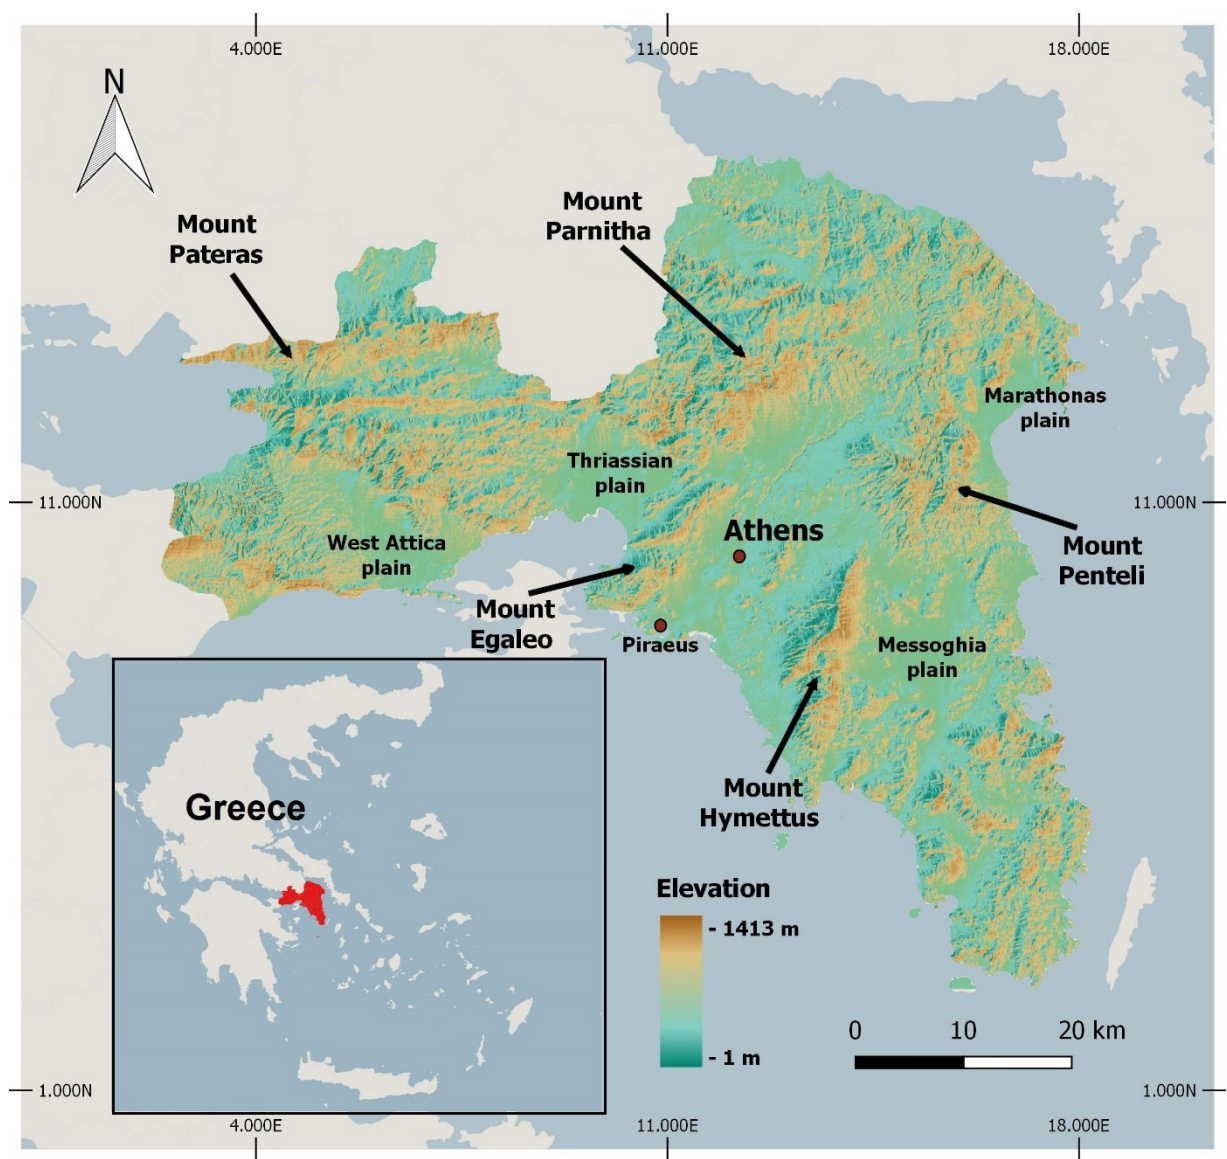 4.000E
11.000E
18.000E
N
Mount
Pateras
Mount
Parnitha
Marathonas
plain
Thriassian
plain
11.000N
11.000N
West Attica
plain
Athens
Mount
Penteli
Mount
Egaleo
Piraeus
Messoghia
plain
Mount
Hymettus
Greece
Elevation
- 1413 m
- 1 m
0 10 20 km
1.000N
1.000N
4.000E
11.000E
18.000E